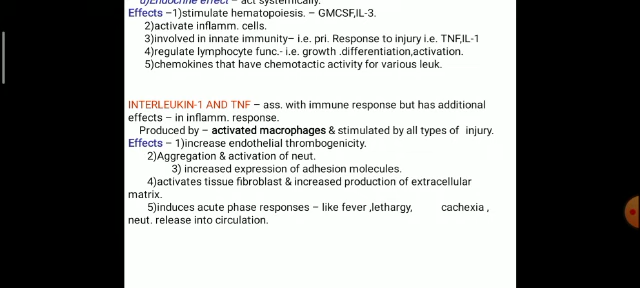 d)Endocrine effect – act systemically.
Effects –1)stimulate hematopoiesis. – GMCSF,IL-3.
2)activate inflamm. cells.
3)involved in innate immunity– i.e. pri. Response to injury i.e. TNF,IL-1
4)regulate lymphocyte func.- i.e. growth .differentiation,activation.
5)chemokines that have chemotactic activity for various leuk.
INTERLEUKIN-1 AND TNF – ass. with immune response but has additional
effects – in inflamm. response.
Produced by – activated macrophages & stimulated by all types of injury.
Effects – 1)increase endothelial thrombogenicity.
2)Aggregation & activation of neut.
3) increased expression of adhesion molecules.
4)activates tissue fibroblast & increased production of extracellular
matrix.
5)induces acute phase responses – like fever ,lethargy, cachexia ,
neut. release into circulation.